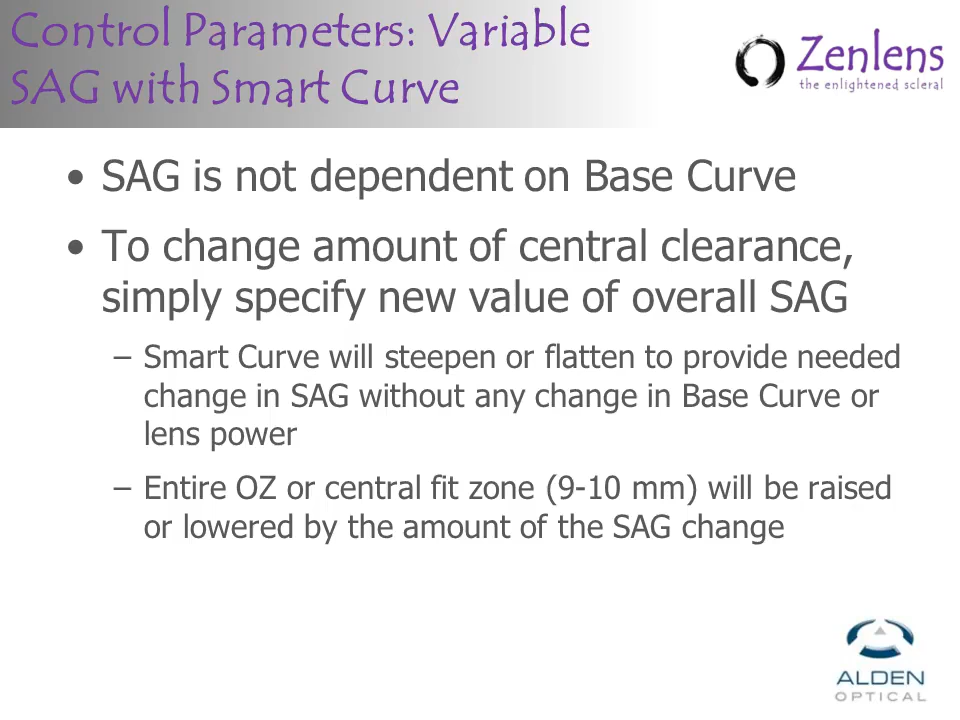 Control Parameters: Variable
SAG with Smart Curve
Zenlens
the enlightened scleral
• SAG is not dependent on Base Curve
• To change amount of central clearance,
simply specify new value of overall SAG
– Smart Curve will steepen or flatten to provide needed
change in SAG without any change in Base Curve or
lens power
– Entire OZ or central fit zone (9-10 mm) will be raised
or lowered by the amount of the SAG change
ALDEN
OPTICAL